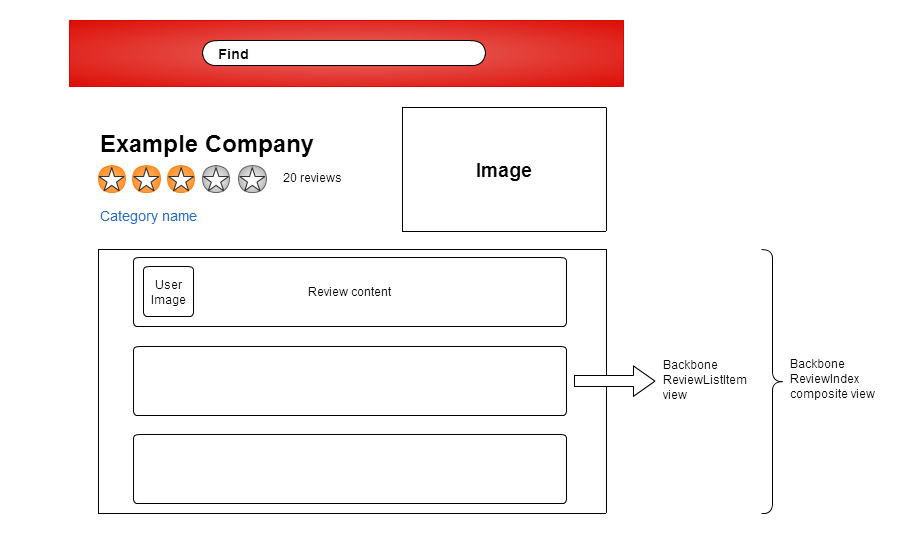 Find
Example Company
20 reviews
Category name
Image
User
Image
Review content
Backbone
ReviewListItem
view
Backbone
ReviewIndex
composite view